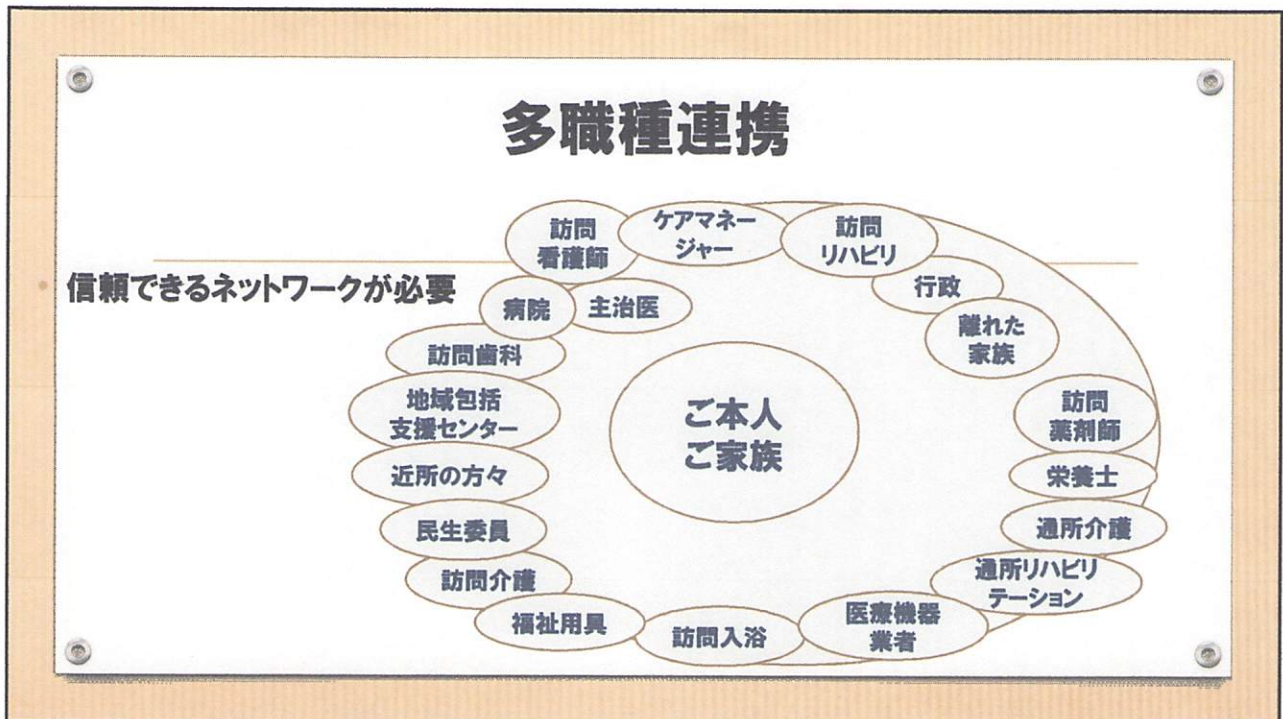 多職種連携
・信頼できるネットワークが必要
訪問
看護師
ケアマネー
ジャー
訪問
リハビリ
行政
離れた
家族
病院
主治医
訪問歯科
地域包括
支援センター
近所の方々
民生委員
訪問介護
福祉用具
訪問入浴
医療機器
業者
通所リハビリ
テーション
通所介護
栄養士
訪問
薬剤師
ご本人
ご家族